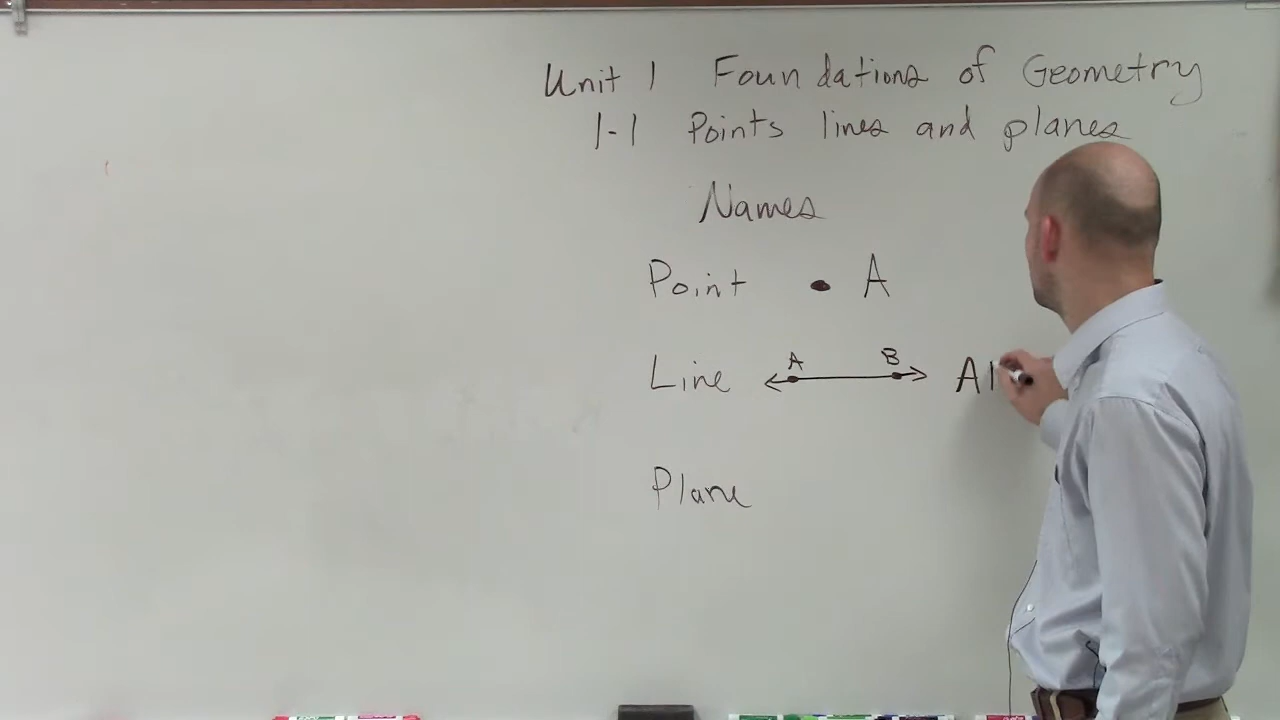 Unit 1 Foundations of Geometry
1-1 Points lines and planes
Names
Point A
Line A B A
Plane